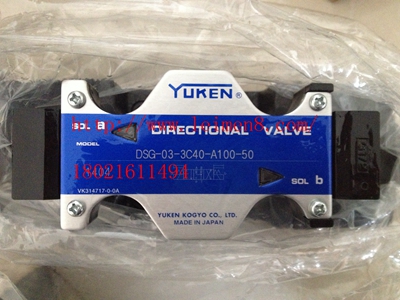 YUKEN
www.leimon8.com
SOL a
DIRECTIONAL VALVE
MODEL
DSG-03-3C40-A100-50
18021611494
SOL b
VK314717-0-0A
YUKEN KOGYO CO., LTD.
MADE IN JAPAN